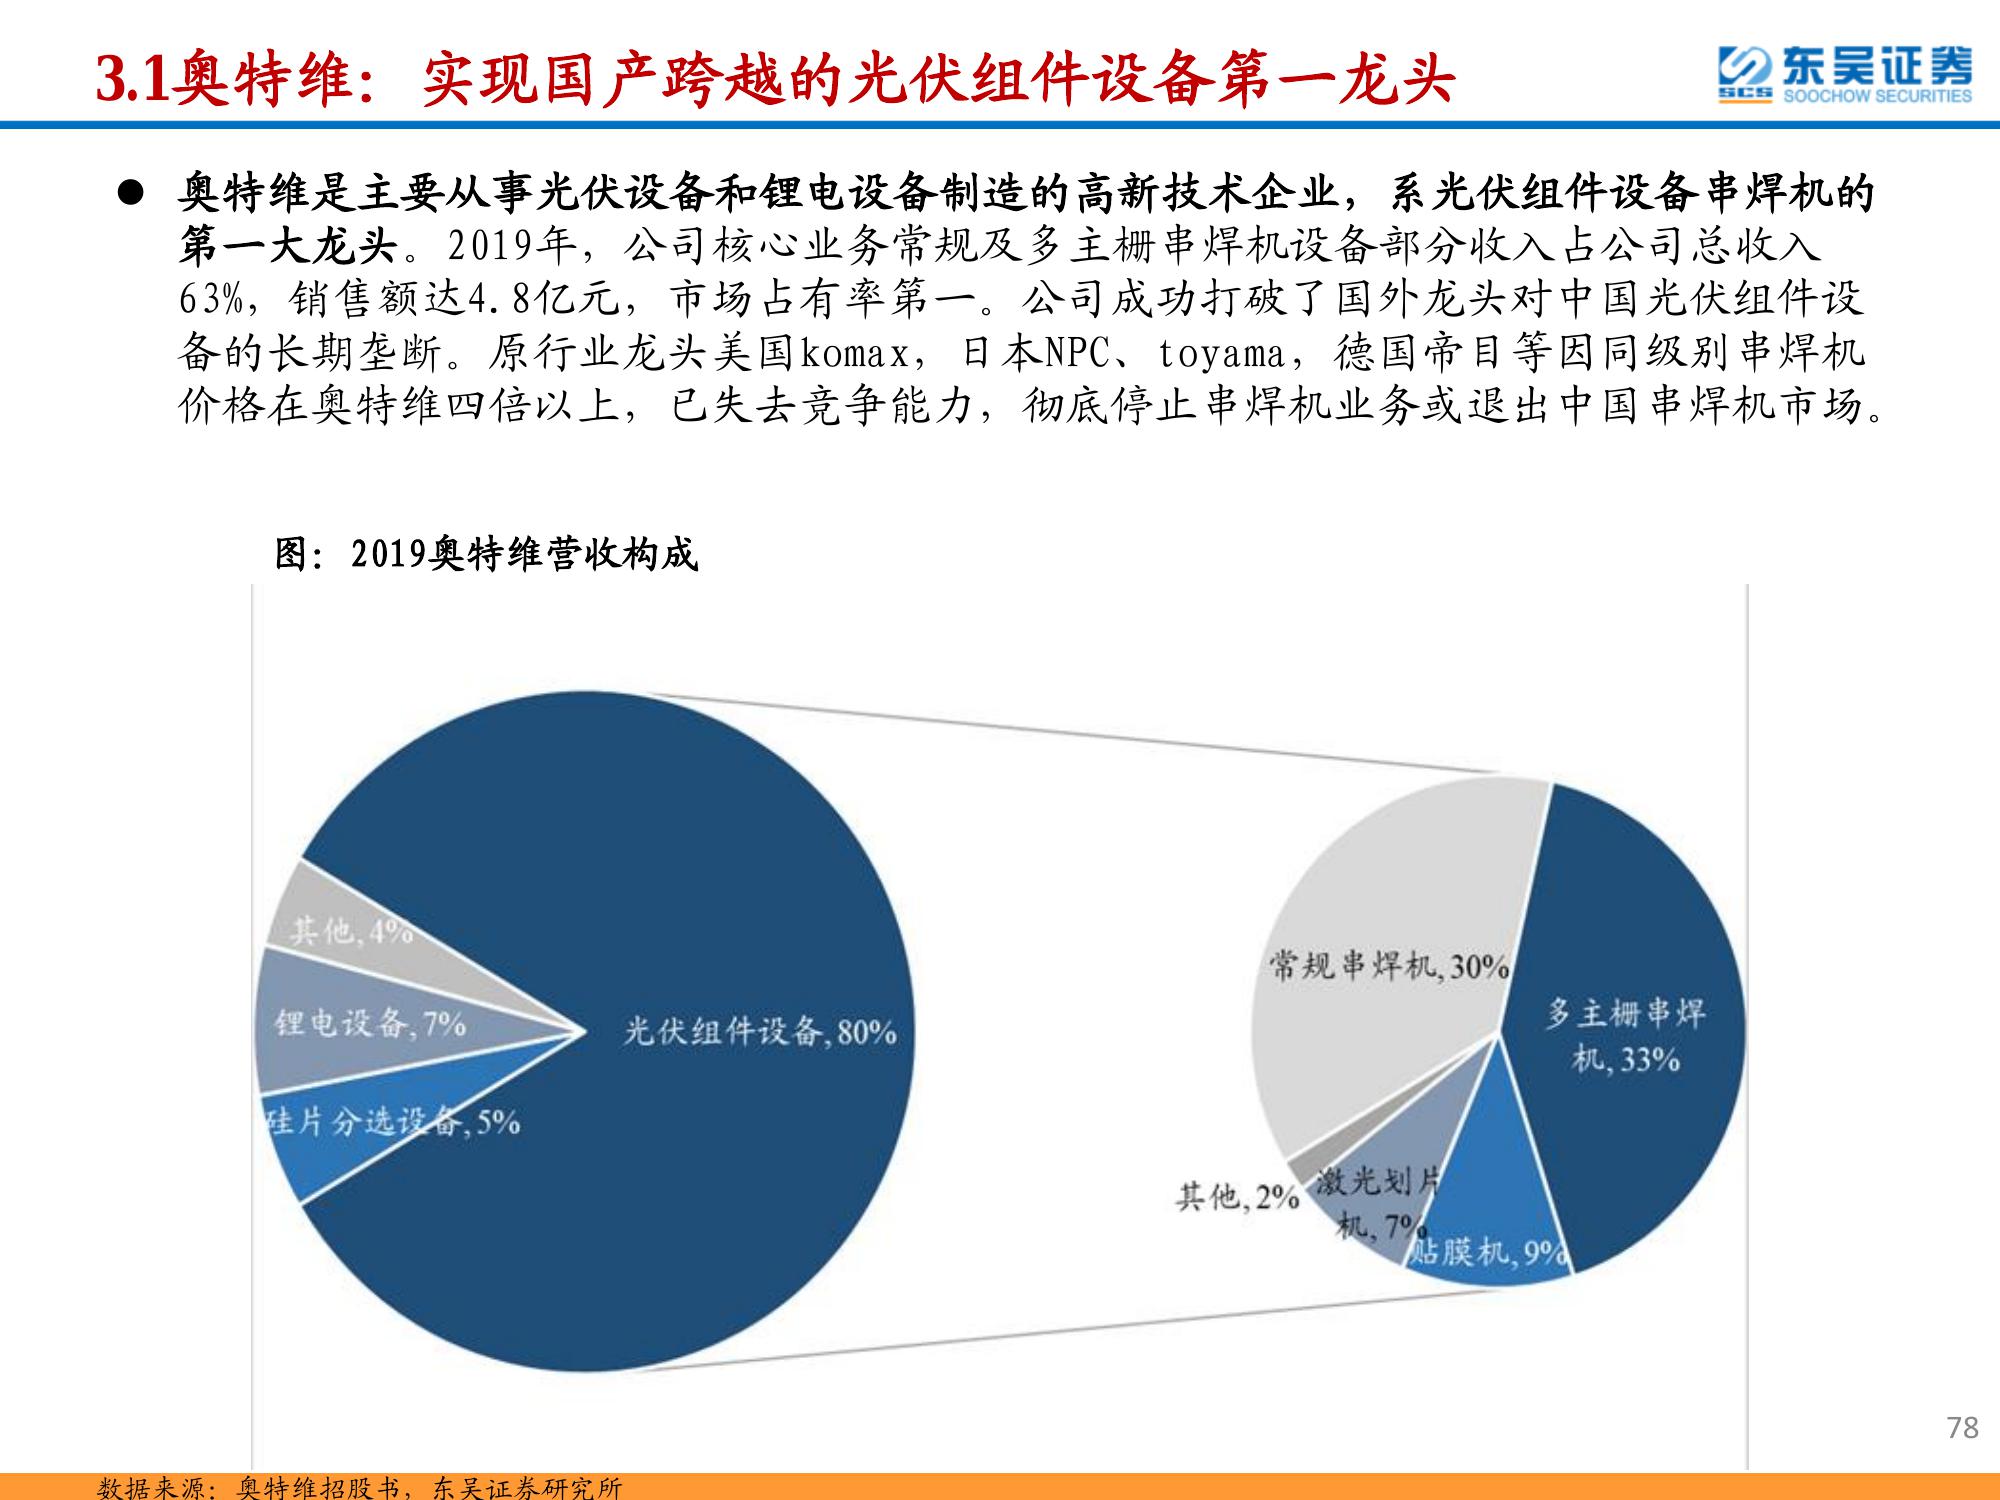 3.1奥特维：实现国产跨越的光伏组件设备第一龙头
东吴证券
SCS
SOOCHOW SECURITIES
● 奥特维是主要从事光伏设备和锂电设备制造的高新技术企业，系光伏组件设备串焊机的
第一大龙头。2019年，公司核心业务常规及多主栅串焊机设备部分收入占公司总收入
63%，销售额达4.8亿元，市场占有率第一。公司成功打破了国外龙头对中国光伏组件设
备的长期垄断。原行业龙头美国komax，日本NPC、toyama，德国帝目等因同级别串焊机
价格在奥特维四倍以上，已失去竞争能力，彻底停止串焊机业务或退出中国串焊机市场。
图：2019奥特维营收构成
其他,4%
锂电设备,7%
硅片分选设备,5%
光伏组件设备,80%
常规串焊机,30%
多主栅串焊
机,33%
其他,2%
激光划片
机,7%
贴膜机,9%
78
数据来源：奥特维招股书，东吴证券研究所